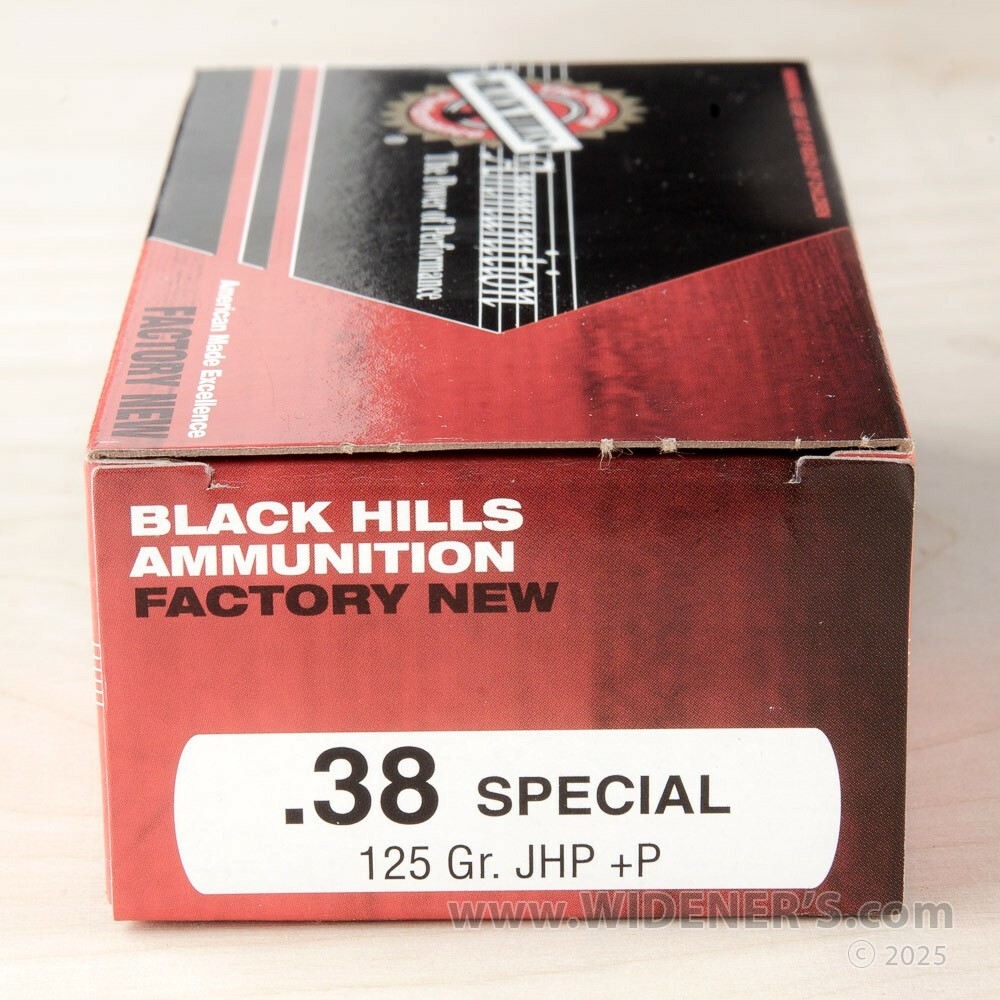 The Power of Performance
American Made Excellence
FACTORY NEW
BLACK HILLS
AMMUNITION
FACTORY NEW
.38 SPECIAL
125 Gr. JHP +P
www.WIDENER'S.com
© 2025